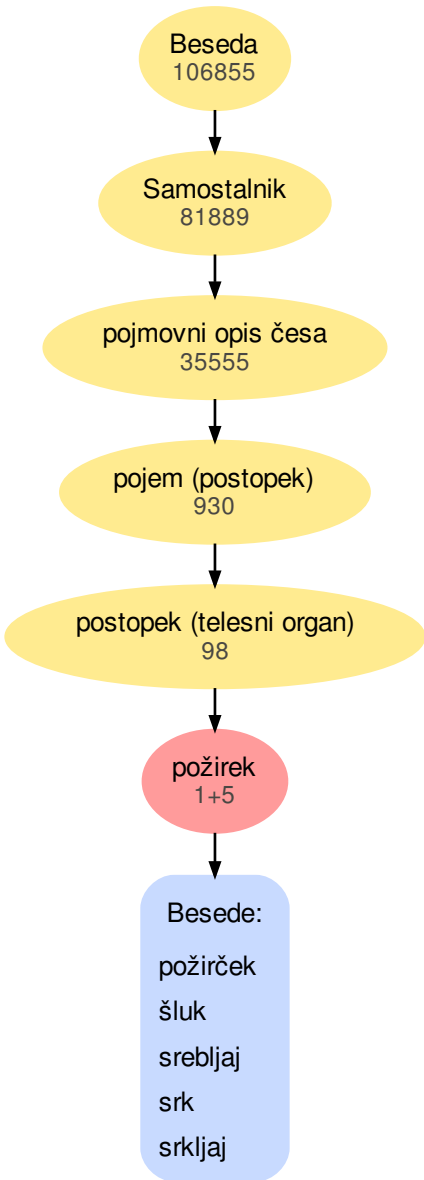 Beseda
106855
Samostalnik
81889
pojmovni opis česa
35555
pojem (postopek)
930
postopek (telesni organ)
98
požirek
1+5
Besede:
požirček
šluk
srebljaj
srk
srkljaj